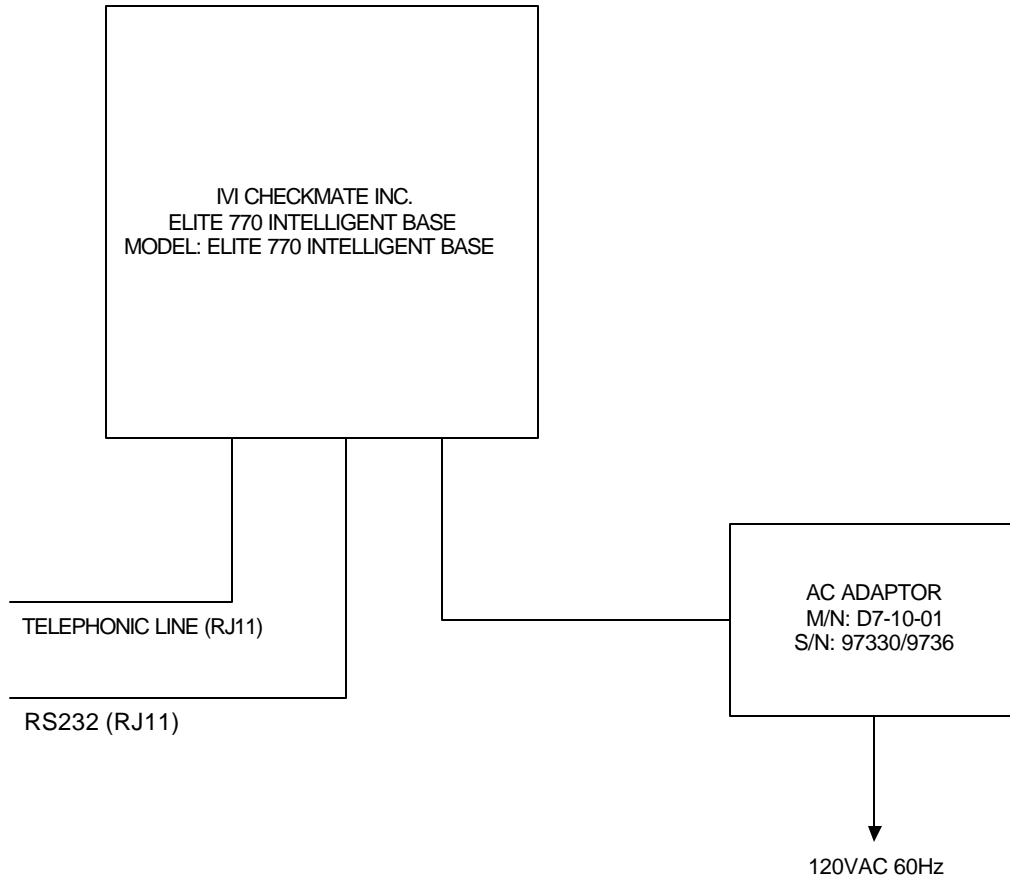 IVI CHECKMATE INC.
ELITE 770 INTELLIGENT BASE
MODEL: ELITE 770 INTELLIGENT BASE
TELEPHONIC LINE (RJ11)
RS232 (RJ11)
AC ADAPTOR
M/N: D7-10-01
S/N: 97330/9736
120VAC 60Hz